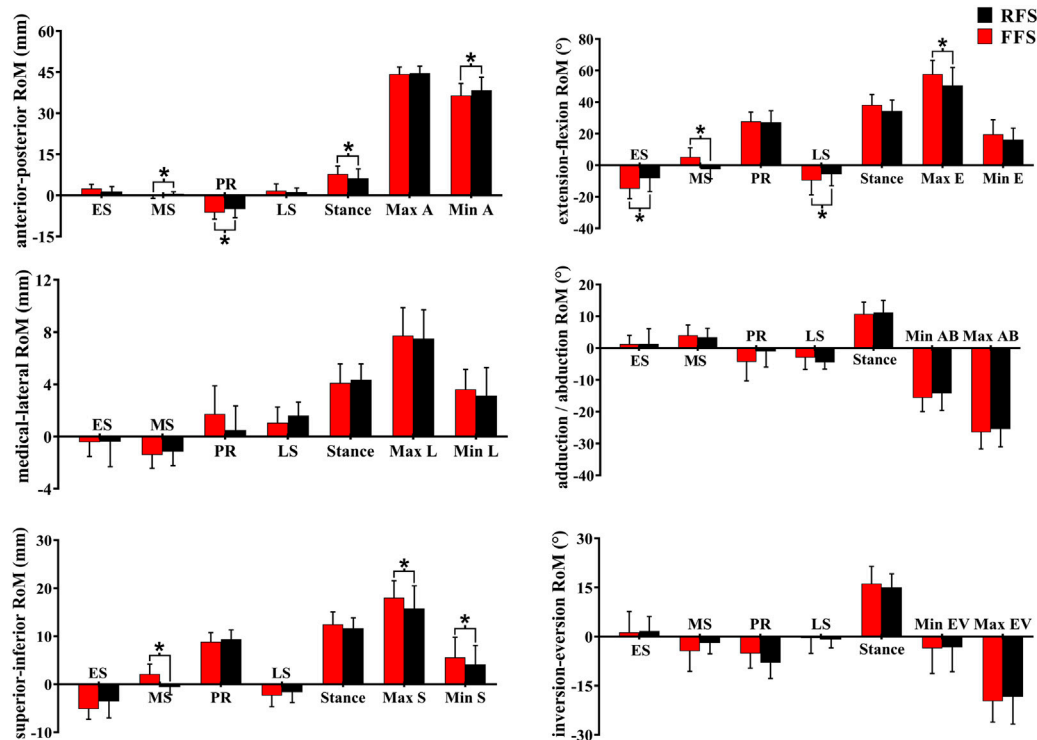 RFS
FFS
anterior-posterior RoM (mm)
60
45
30
15
0
-15
ES
MS
PR
LS
Stance
Max A
Min A
*
*
*
*
extension-flexion RoM (°)
80
60
40
20
0
-20
-40
ES
MS
PR
LS
Stance
Max E
Min E
*
*
*
*
medical-lateral RoM (mm)
12
8
4
0
-4
ES
MS
PR
LS
Stance
Max L
Min L
adduction / abduction RoM (°)
20
10
0
-10
-20
-30
-40
ES
MS
PR
LS
Stance
Min AB
Max AB
superior-inferior RoM (mm)
30
20
10
0
-10
ES
MS
PR
LS
Stance
Max S
Min S
*
*
*
inversion-eversion RoM (°)
30
15
0
-15
-30
ES
MS
PR
LS
Stance
Min EV
Max EV